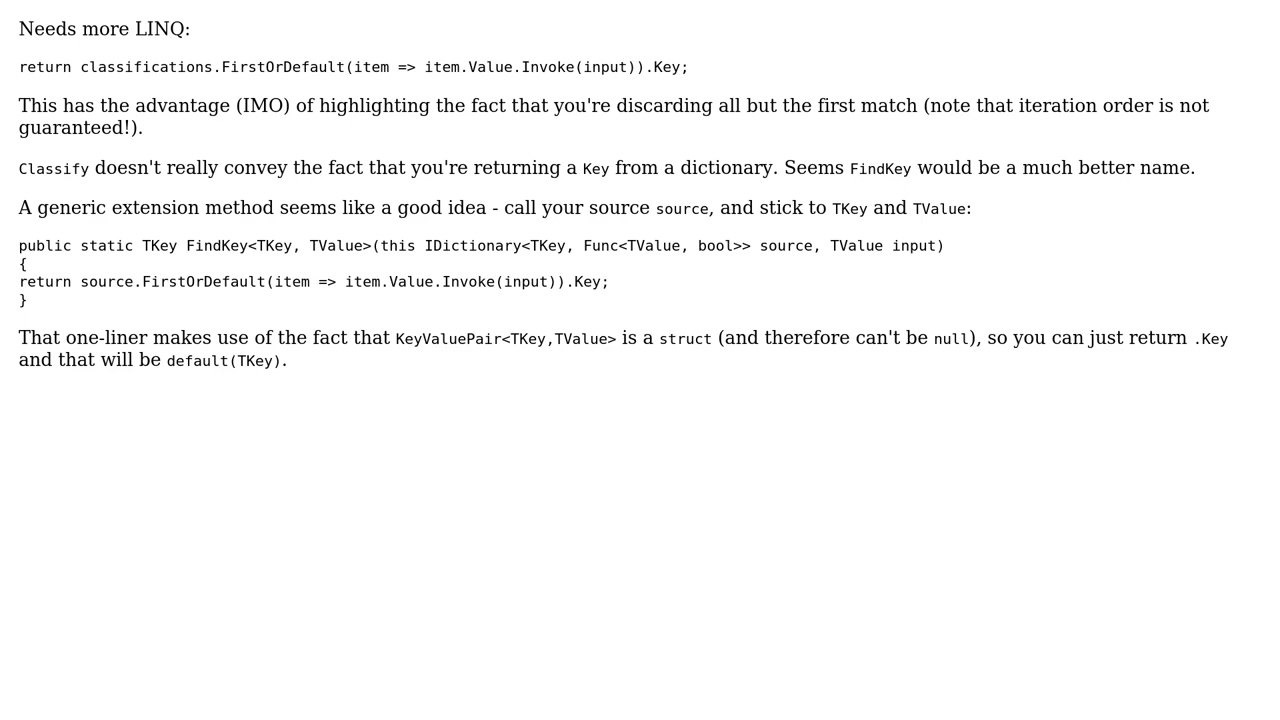 Needs more LINQ:
return classifications.FirstOrDefault(item => item.Value.Invoke(input)).Key;
This has the advantage (IMO) of highlighting the fact that you're discarding all but the first match (note that iteration order is not
guaranteed!).
Classify doesn't really convey the fact that you're returning a Key from a dictionary. Seems FindKey would be a much better name.
A generic extension method seems like a good idea - call your source source, and stick to TKey and TValue:
public static TKey FindKey<TKey, TValue>(this IDictionary<TKey, Func<TValue, bool>> source, TValue input)
{
return source.FirstOrDefault(item => item.Value.Invoke(input)).Key;
}
That one-liner makes use of the fact that KeyValuePair<TKey,TValue> is a struct (and therefore can't be null), so you can just return .Key
and that will be default(TKey).